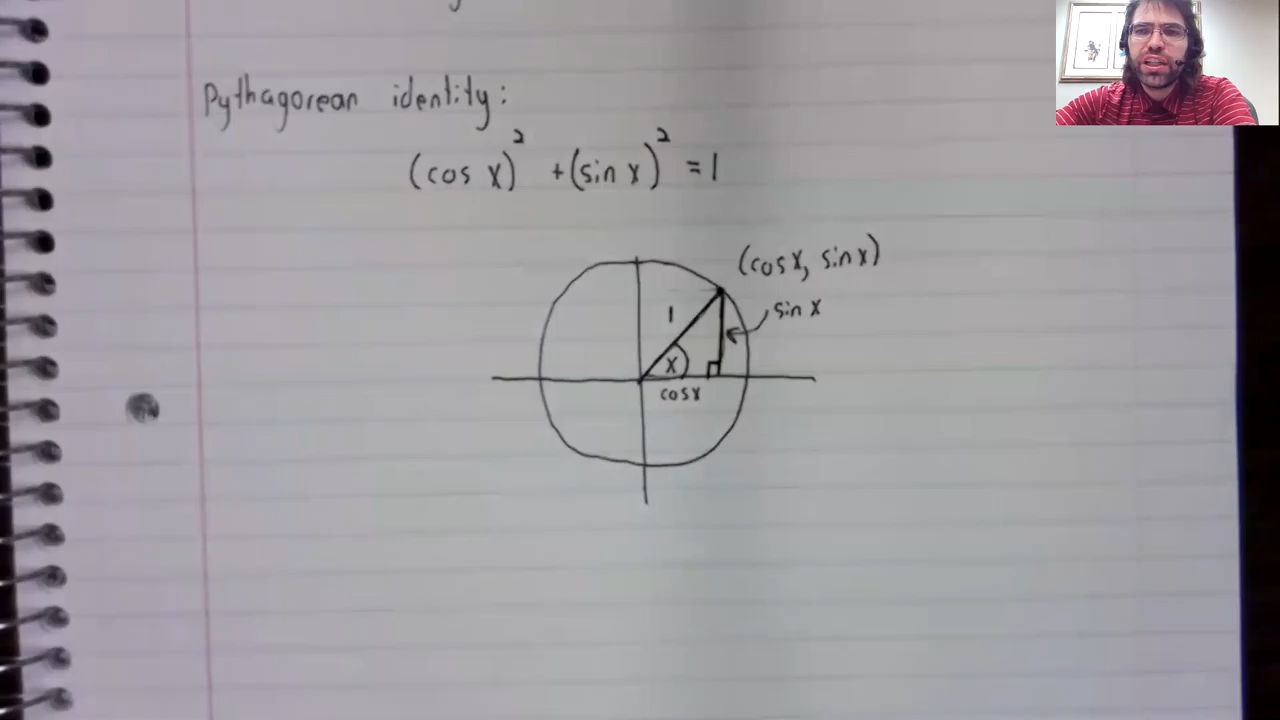 Pythagorean identity:
(cos x)² + (sin x)² = 1
(cos x, sin x)
1
sin x
x
cos x